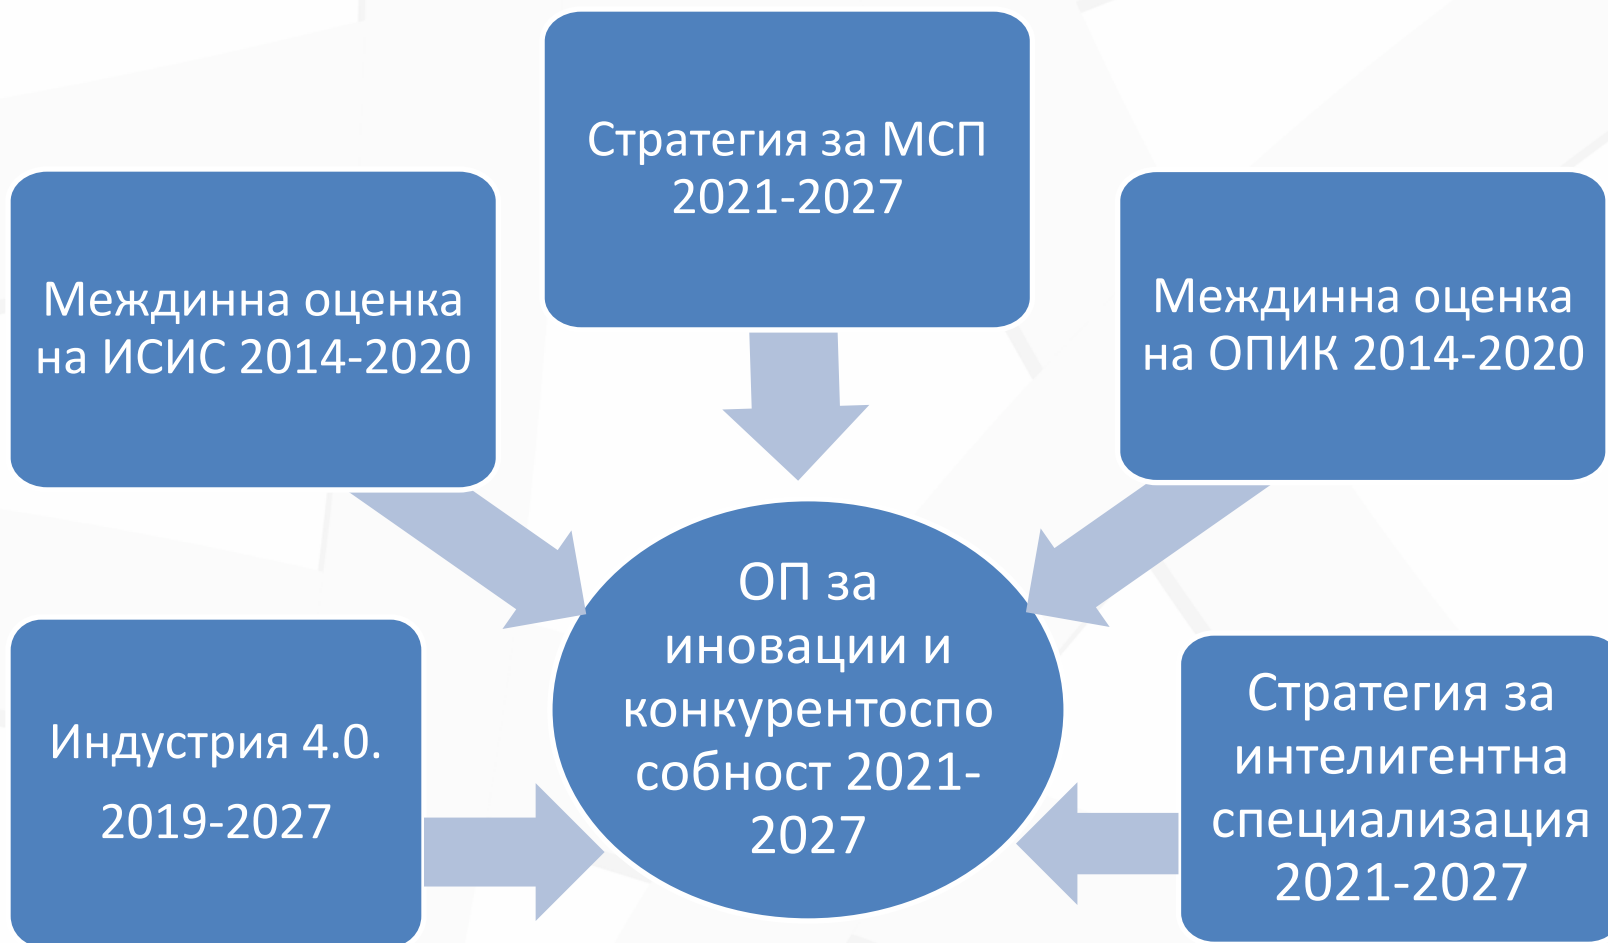 Стратегия за МСП
2021-2027
Междинна оценка
на ИСИС 2014-2020
Междинна оценка
на ОПИК 2014-2020
ОП за
иновации и
конкурентоспо
собност 2021-
2027
Индустрия 4.0.
2019-2027
Стратегия за
интелигентна
специализация
2021-2027